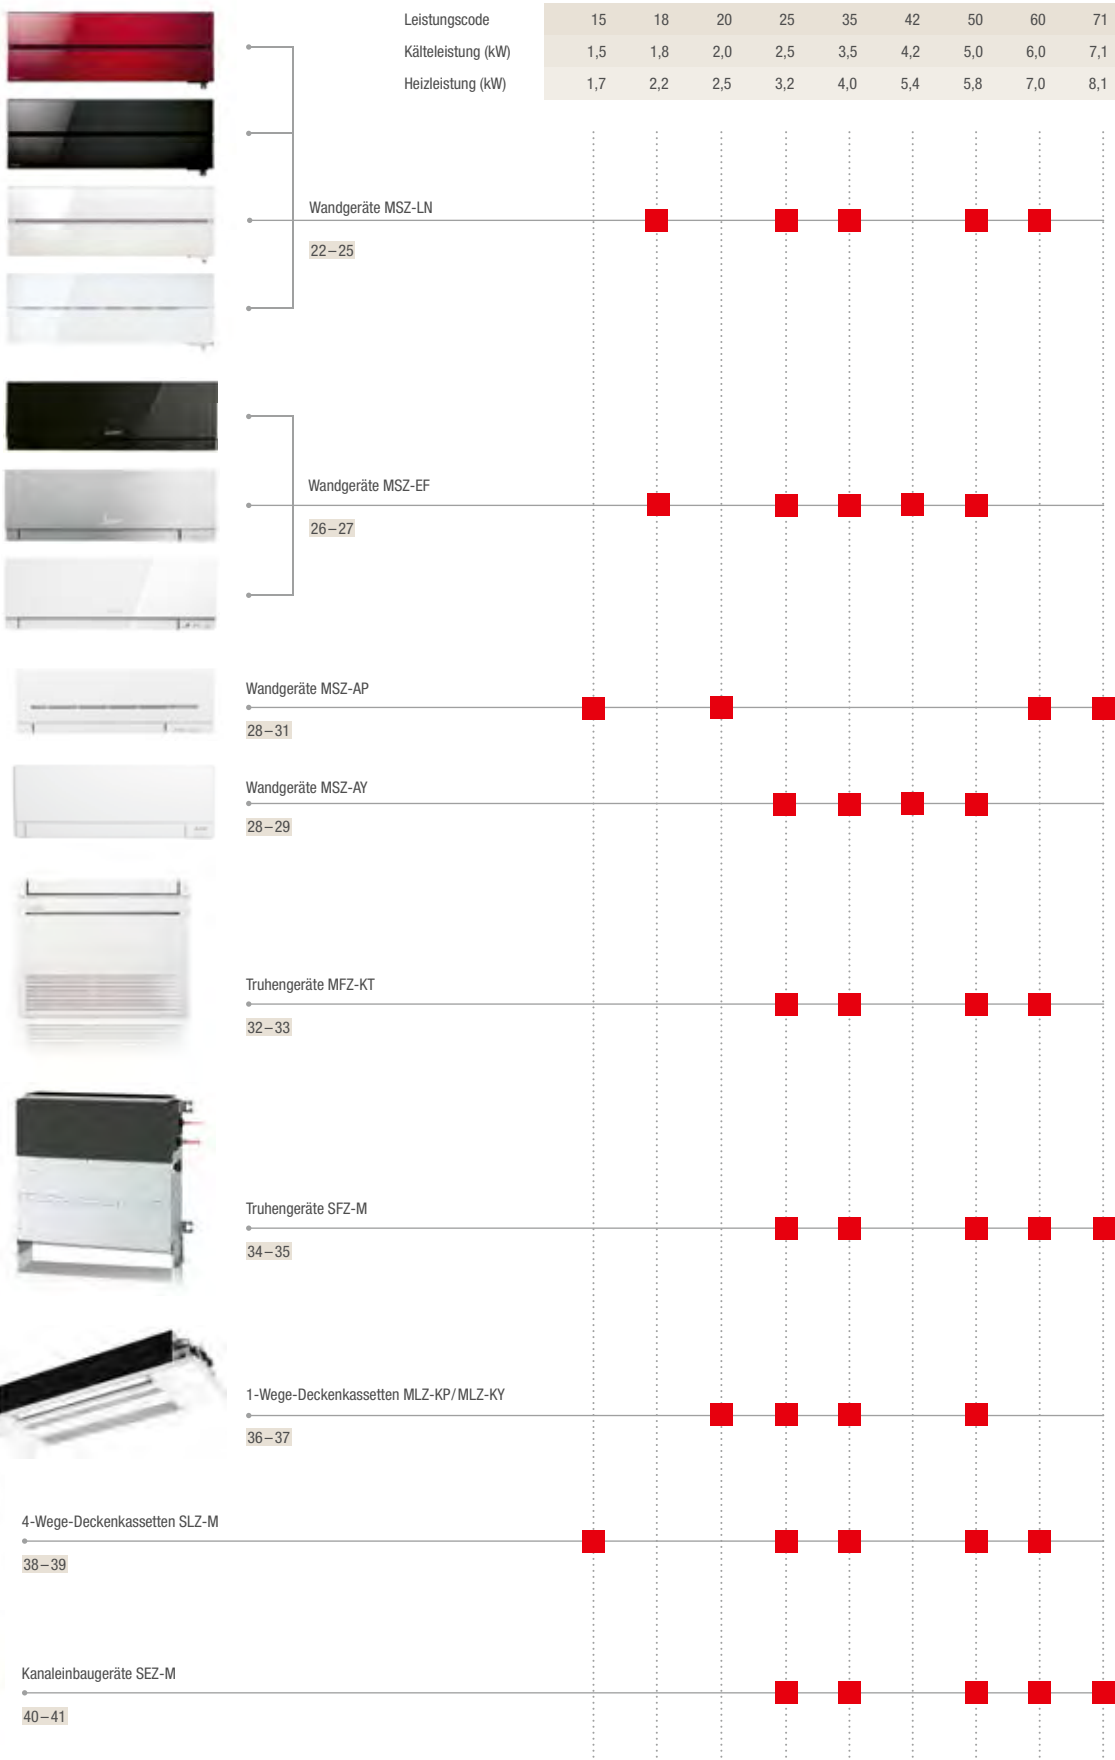 Leistungscode 15 18 20 25 35 42 50 60 71
Kälteleistung (kW) 1,5 1,8 2,0 2,5 3,5 4,2 5,0 6,0 7,1
Heizleistung (kW) 1,7 2,2 2,5 3,2 4,0 5,4 5,8 7,0 8,1
Wandgeräte MSZ-LN
22–25
Wandgeräte MSZ-EF
26–27
Wandgeräte MSZ-AP
28–31
Wandgeräte MSZ-AY
28–29
Truhengeräte MFZ-KT
32–33
Truhengeräte SFZ-M
34–35
1-Wege-Deckenkassetten MLZ-KP/MLZ-KY
36–37
4-Wege-Deckenkassetten SLZ-M
38–39
Kanaleinbaugeräte SEZ-M
40–41